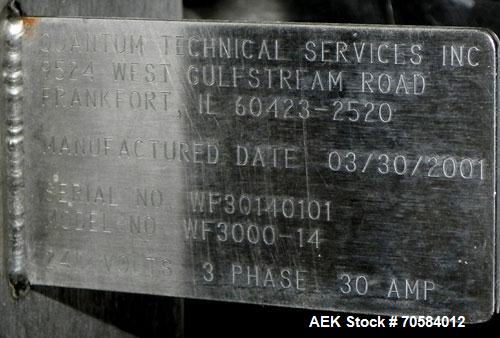 QUANTUM TECHNICAL SERVICES INC
9524 WEST GULFSTREAM ROAD
FRANKFORT, IL 60423-2520
MANUFACTURED DATE 03/30/2001
SERIAL NO WF30140101
MODEL NO WF3000-14
VOLTS 3 PHASE 30 AMP
AEK Stock # 70584012